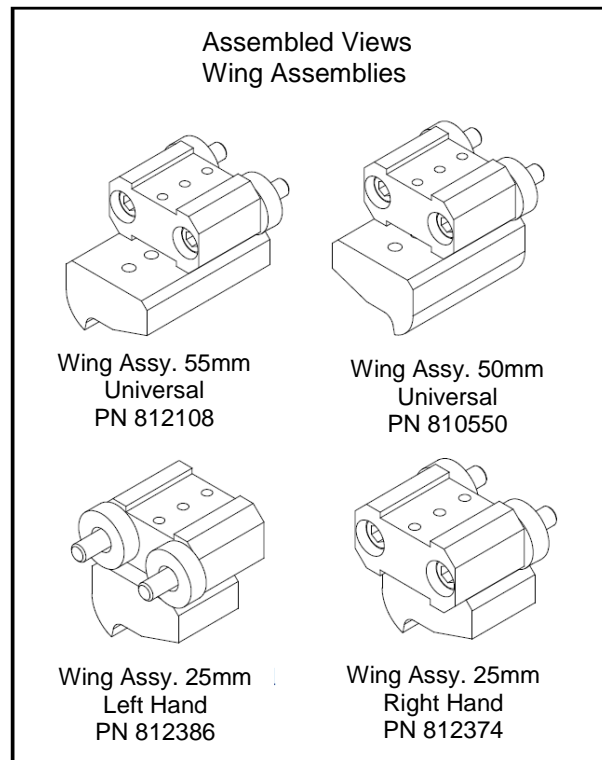 Assembled Views
Wing Assemblies
Wing Assy. 55mm
Universal
PN 812108
Wing Assy. 50mm
Universal
PN 810550
Wing Assy. 25mm
Left Hand
PN 812386
Wing Assy. 25mm
Right Hand
PN 812374